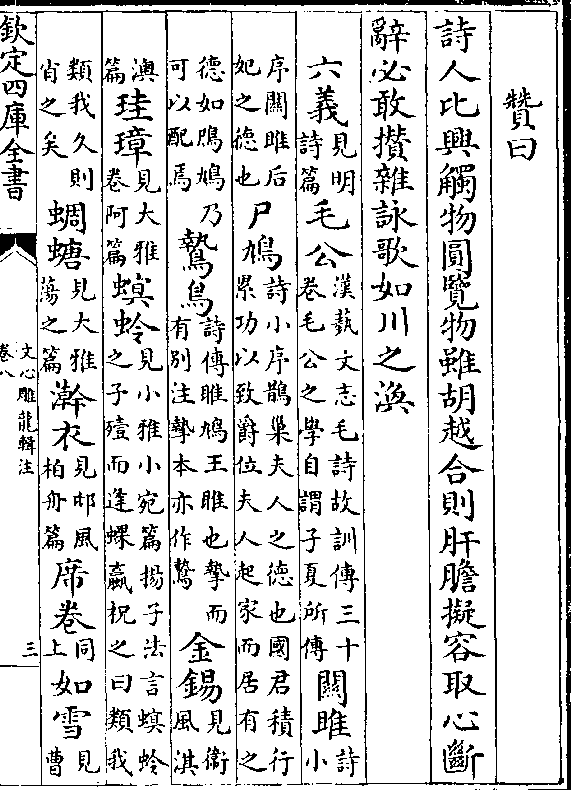 贊曰
詩人比興觸物圓覽物雖胡越合則肝膽擬容取心斷
辭必敢攢雜詠歌如川之渙
六義見明詩篇毛公漢藝文志毛詩故訓傳三十卷毛公之學自謂子夏所傳關雎詩小
序關雎后妃之德也尸鳩詩小序鵲巢夫人之德也國君積行累功以致爵位夫人起家而居有之
德如鳲鳩乃可以配焉鷙鳥詩傳雎鳩王雎也摯而有別注摯本亦作鷙金錫見衞風淇
澳篇珪璋見大雅卷阿篇螟蛉見小雅小宛篇揚子法言螟蛉之子殪而逢蜾蠃祝之曰類我
類我久則肖之矣蜩螗見大雅蕩之篇澣衣見邶風柏舟篇席卷同上如雪見曹
欽定四庫全書
文心雕龍輯注
卷八
三